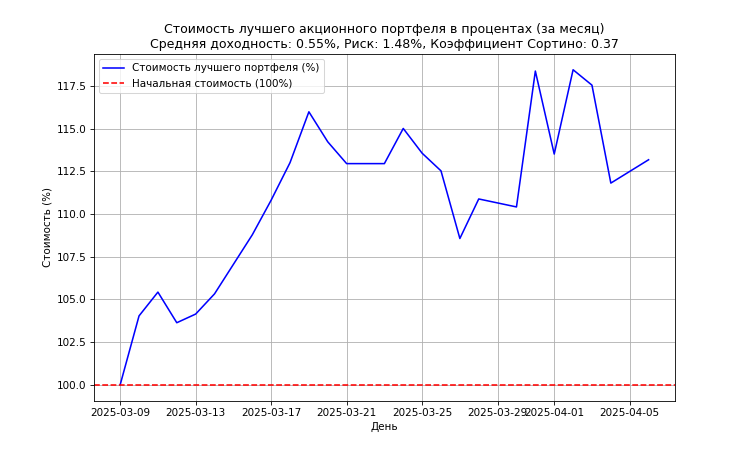 Стоимость лучшего акционного портфеля в процентах (за месяц)
Средняя доходность: 0.55%, Риск: 1.48%, Коэффициент Сортино: 0.37
Стоимость лучшего портфеля (%)
Начальная стоимость (100%)
Стоимость (%)
117.5
115.0
112.5
110.0
107.5
105.0
102.5
100.0
2025-03-09 2025-03-13 2025-03-17 2025-03-21 2025-03-25 2025-03-29 2025-04-01 2025-04-05
День